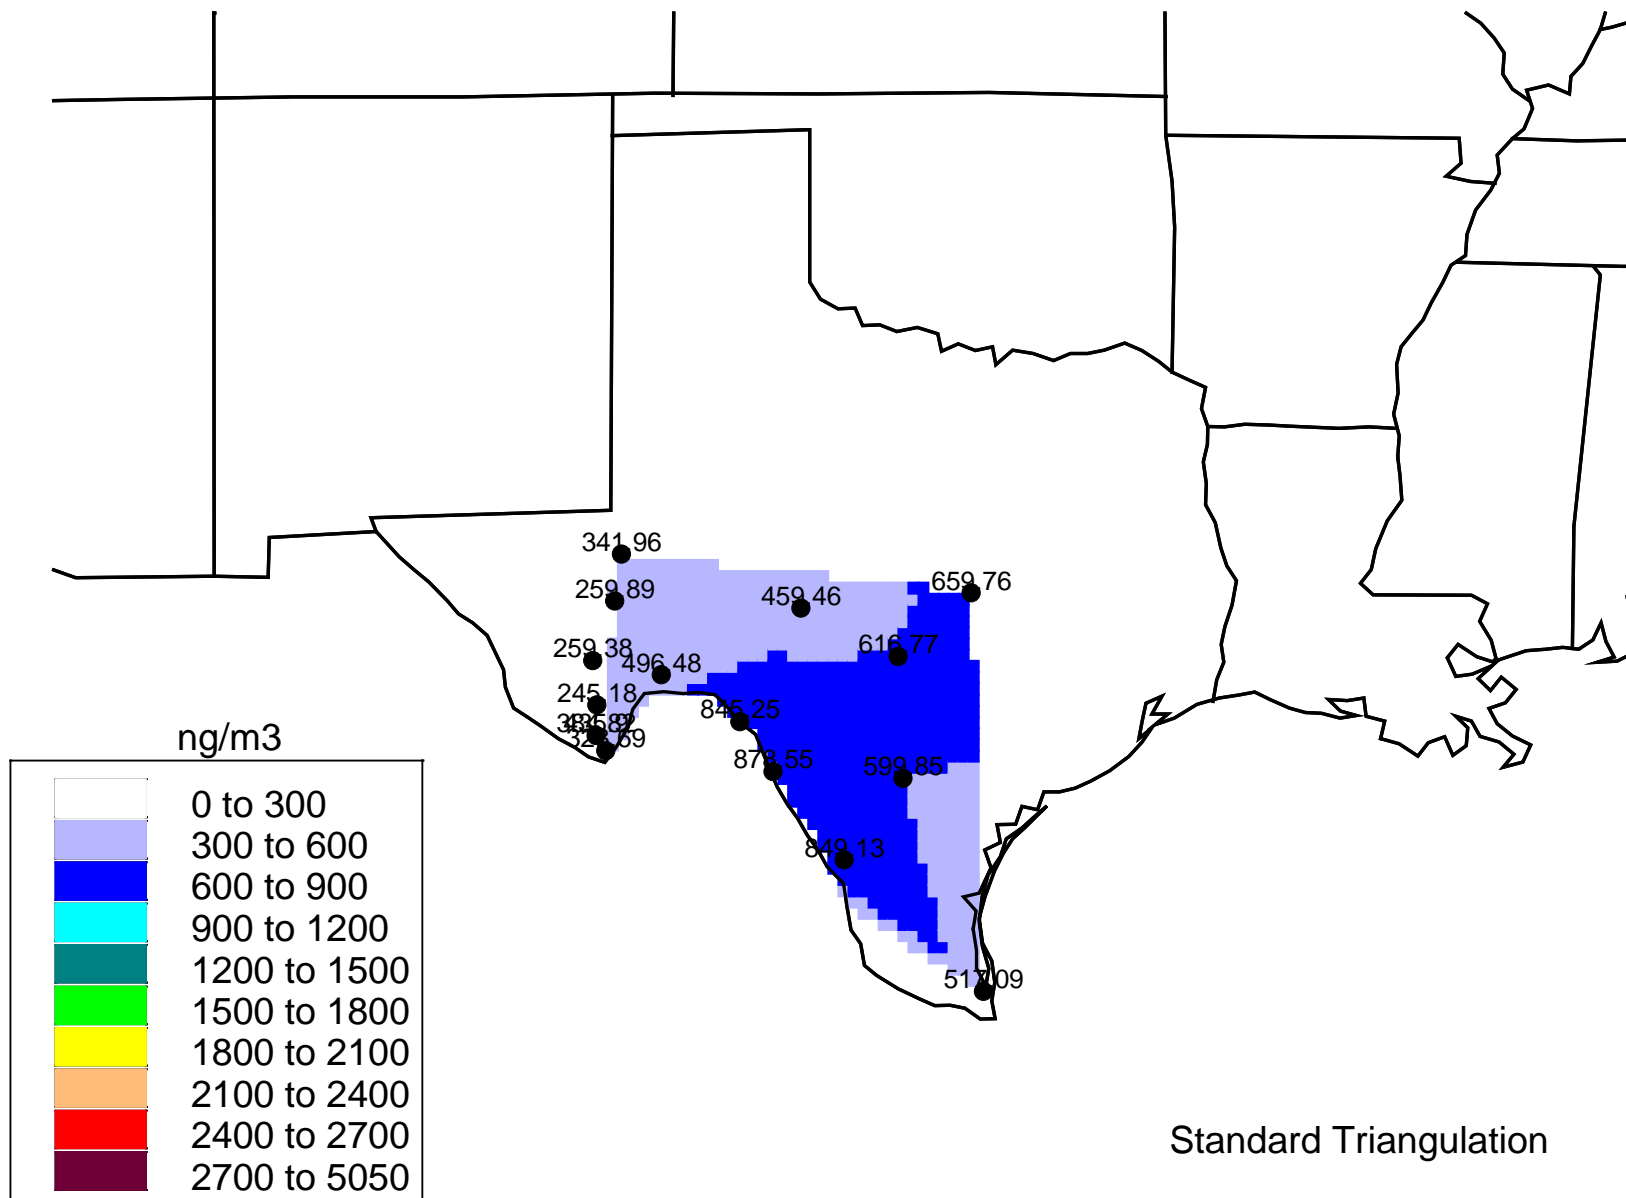 341.96
259.89
459.46
659.76
616.77
259.38
496.48
245.18
845.25
873.55
599.85
849.13
517.09
ng/m3
0 to 300
300 to 600
600 to 900
900 to 1200
1200 to 1500
1500 to 1800
1800 to 2100
2100 to 2400
2400 to 2700
2700 to 5050
Standard Triangulation